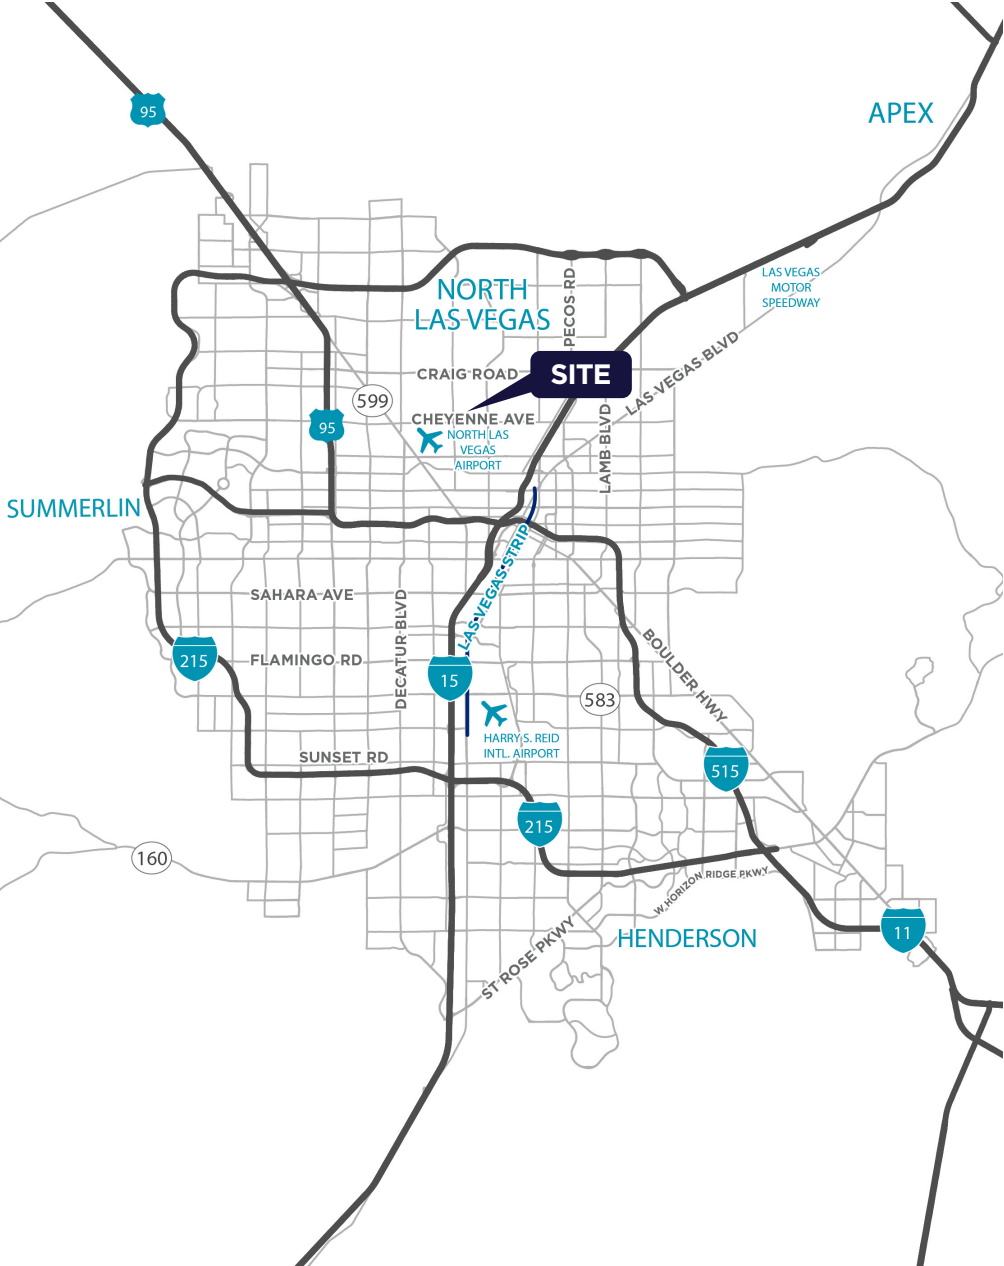 95
APEX
LAS VEGAS
MOTOR
SPEEDWAY
NORTH
LAS VEGAS
PECOS RD
LAS VEGAS BLVD
CRAIG ROAD
SITE
599
CHEYENNE AVE
95
NORTH LAS
VEGAS
AIRPORT
LAMB BLVD
SUMMERLIN
LAS VEGAS STRIP
SAHARA AVE
DECATUR BLVD
FLAMINGO RD
215
15
BOULDER HWY
583
HARRY S. REID
INTL. AIRPORT
SUNSET RD
515
215
160
W HORIZON RIDGE PKWY
HENDERSON
11
ST ROSE PKWY